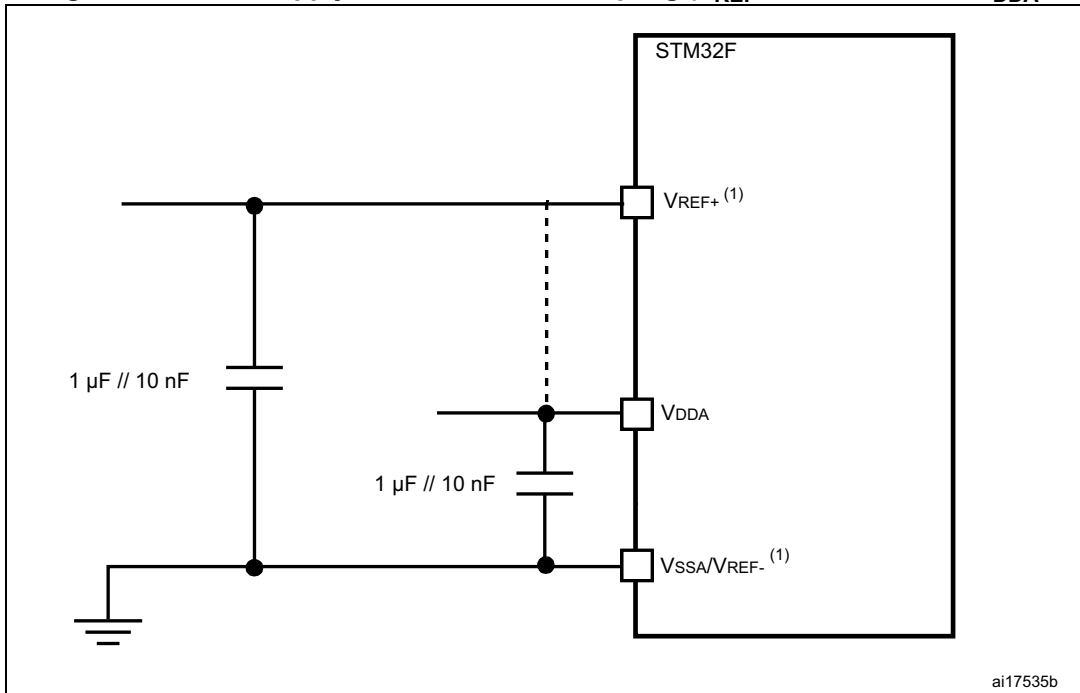 STM32F
VREF+ (1)
1 µF // 10 nF
VDDA
1 µF // 10 nF
VSSA/VREF- (1)
ai17535b